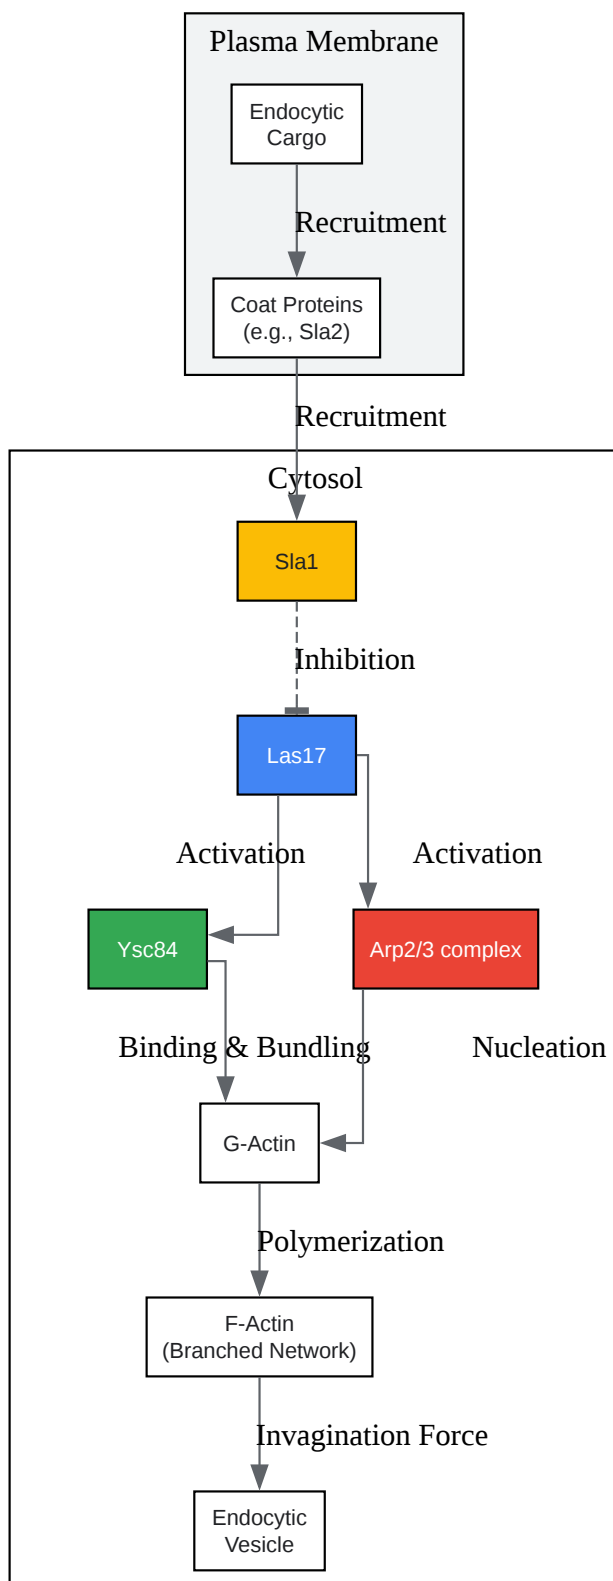 Plasma Membrane
Endocytic
Cargo
Recruitment
Coat Proteins
(e.g., Sla2)
Recruitment
Cytosol
Sla1
Inhibition
Las17
Activation
Activation
Ysc84
Arp2/3 complex
Binding & Bundling
Nucleation
G-Actin
Polymerization
F-Actin
(Branched Network)
Invagination Force
Endocytic
Vesicle